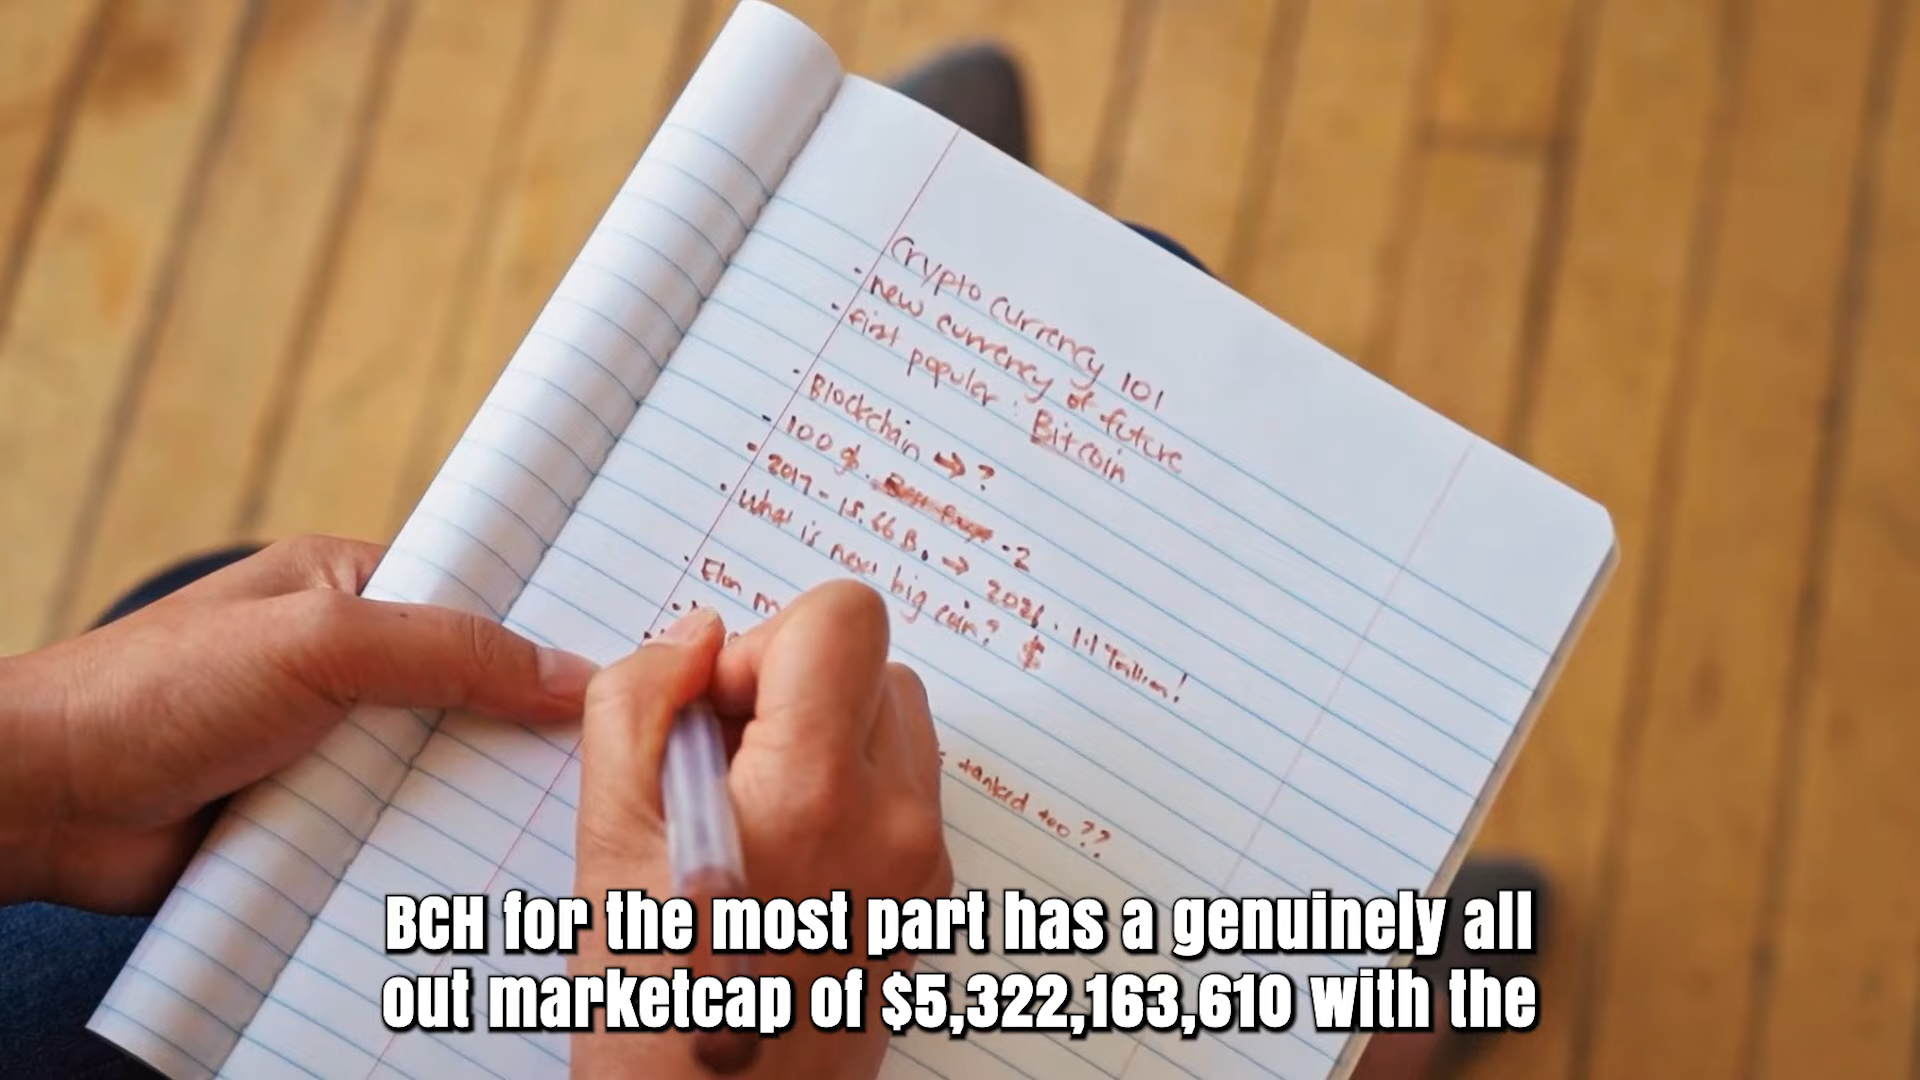 Crypto Currency 101
• new currency of future
• first popular : Bitcoin
• Blockchain → ?
• 100 %. - 2
• 2017 - 15.66 B. → 2021. 1.1 Trillion!
• What is next big coin? $
• Elon m
tanked too ??
BCH for the most part has a genuinely all
out marketcap of $5,322,163,610 with the